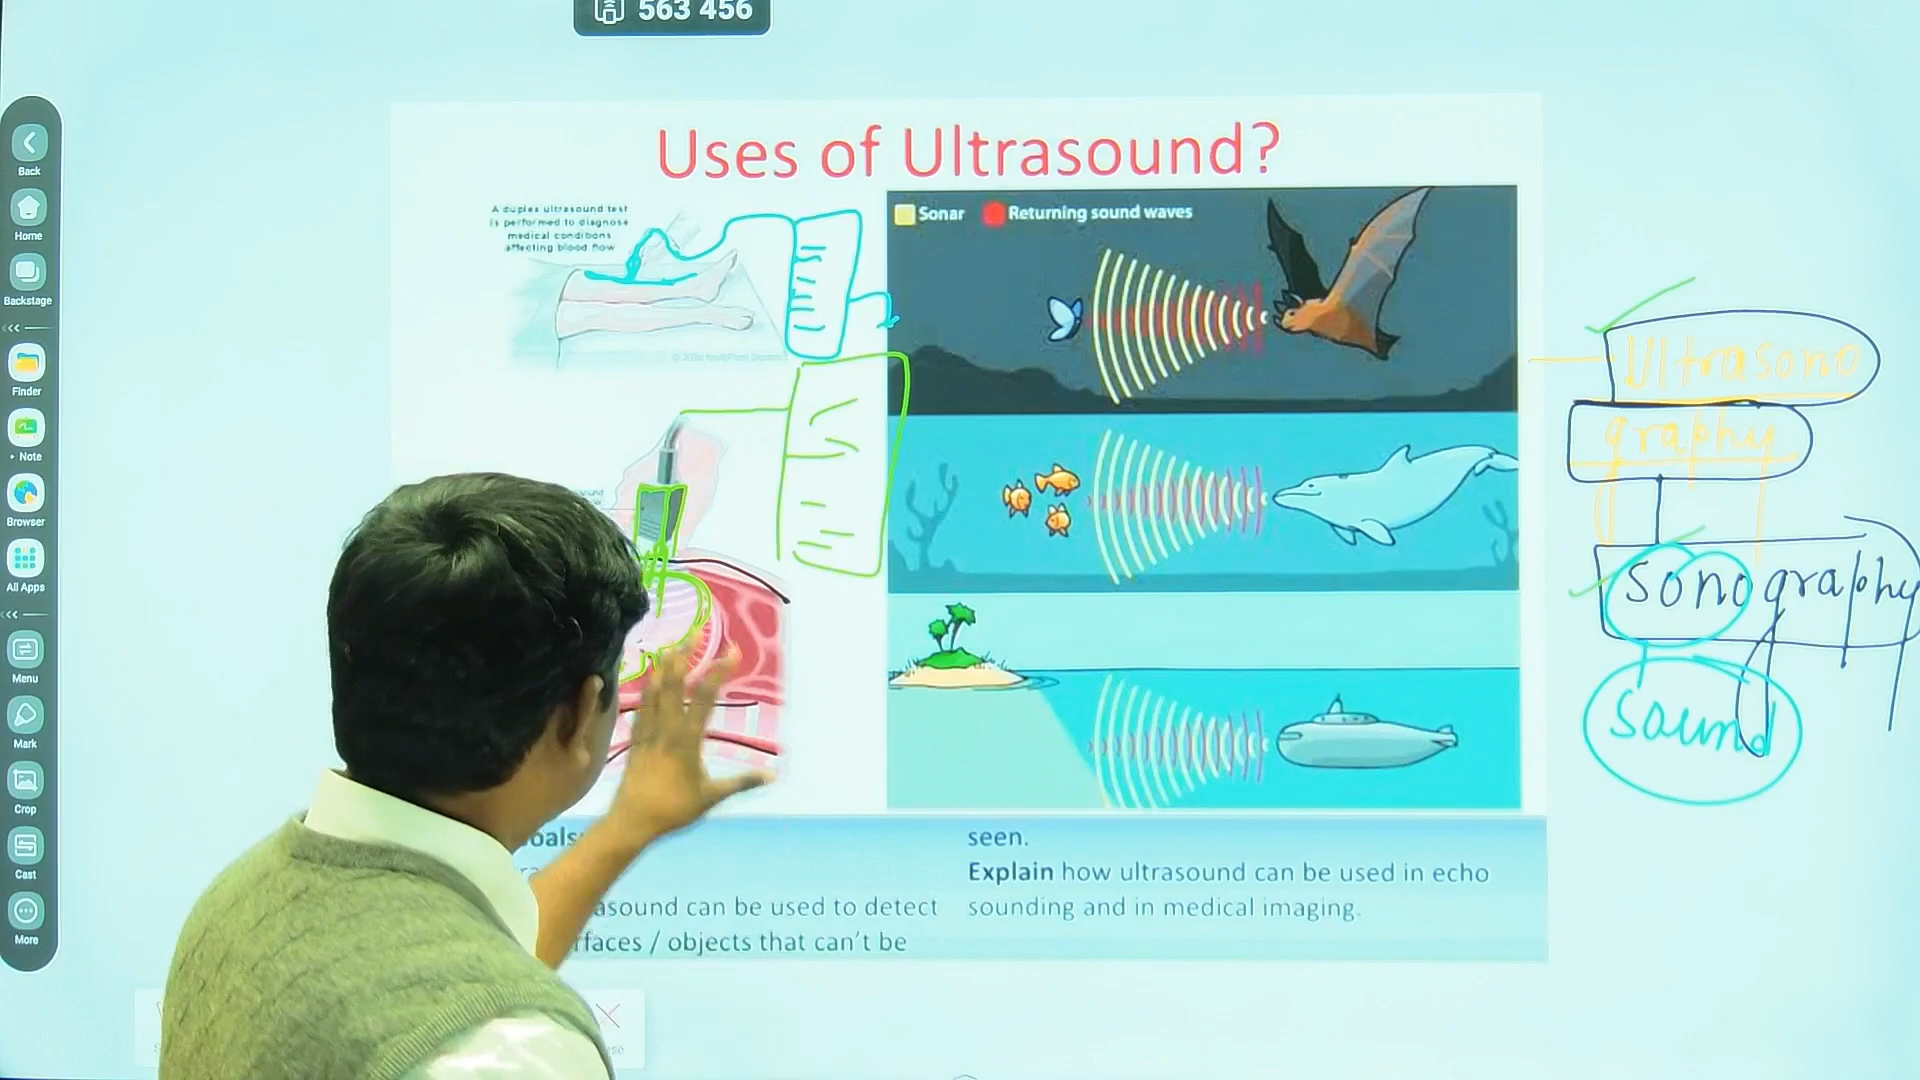 563 456
Back
Home
Backstage
Finder
Note
Browser
All Apps
Menu
Mark
Crop
Cast
More
Uses of Ultrasound?
A duplex ultrasound test
is performed to diagnose
medical conditions
affecting blood flow
Sonar
Returning sound waves
Ultrasono
graphy
sonography
Sound
oals:
asound can be used to detect
rfaces / objects that can't be
seen.
Explain how ultrasound can be used in echo
sounding and in medical imaging.